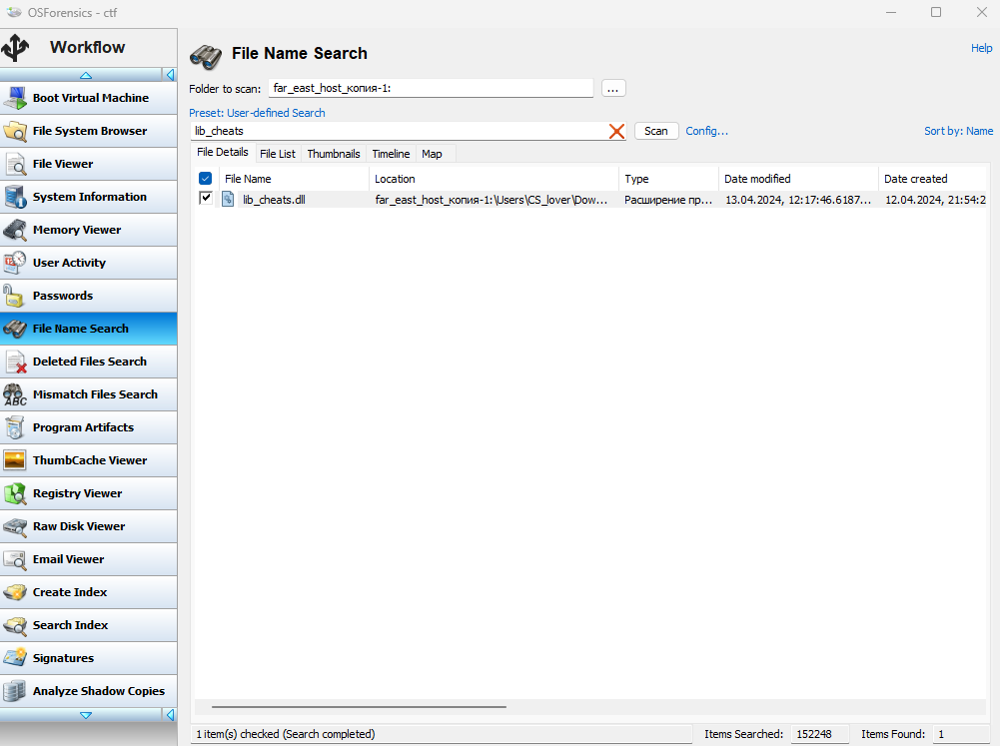 OSForensics - ctf
Workflow
Boot Virtual Machine
File System Browser
File Viewer
System Information
Memory Viewer
User Activity
Passwords
File Name Search
Deleted Files Search
Mismatch Files Search
Program Artifacts
ThumbCache Viewer
Registry Viewer
Raw Disk Viewer
Email Viewer
Create Index
Search Index
Signatures
Analyze Shadow Copies
File Name Search
Help
Folder to scan: far_east_host_копия-1: ...
Preset: User-defined Search
lib_cheats Scan Config... Sort by: Name
File Details File List Thumbnails Timeline Map
File Name Location Type Date modified Date created
lib_cheats.dll far_east_host_копия-1:\Users\CS_lover\Dow... Расширение пр... 13.04.2024, 12:17:46.6187... 12.04.2024, 21:54:2
1 item(s) checked (Search completed) Items Searched: 152248 Items Found: 1